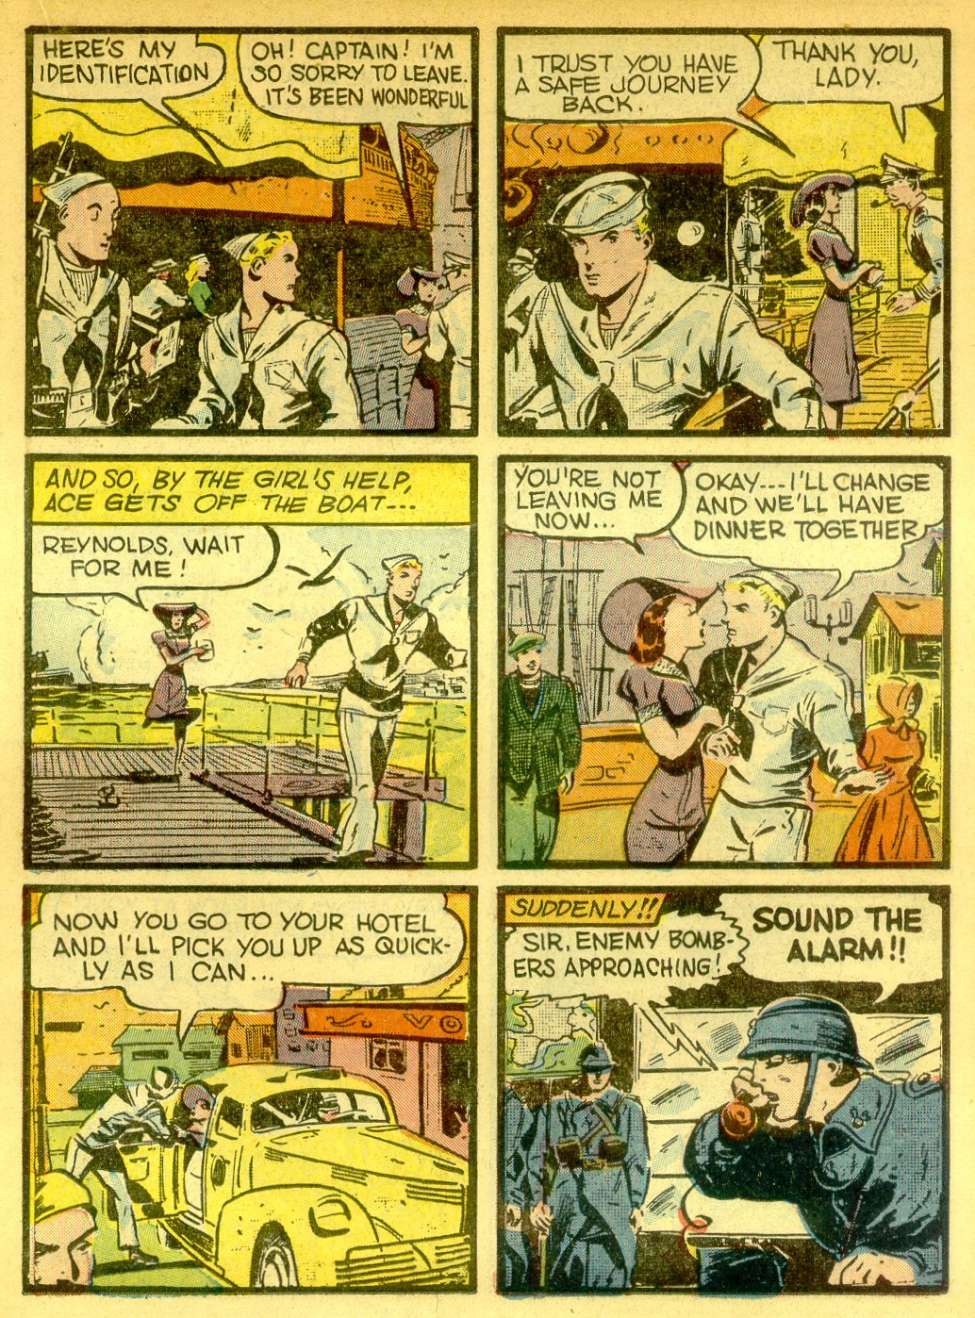 HERE'S MY
IDENTIFICATION
OH! CAPTAIN! I'M
SO SORRY TO LEAVE.
IT'S BEEN WONDERFUL
I TRUST YOU HAVE
A SAFE JOURNEY
BACK.
THANK YOU,
LADY.
AND SO, BY THE GIRL'S HELP,
ACE GETS OFF THE BOAT---
REYNOLDS, WAIT
FOR ME!
YOU'RE NOT
LEAVING ME
NOW...
OKAY---I'LL CHANGE
AND WE'LL HAVE
DINNER TOGETHER
NOW YOU GO TO YOUR HOTEL
AND I'LL PICK YOU UP AS QUICK-
LY AS I CAN...
SUDDENLY!!
SIR, ENEMY BOMB-
ERS APPROACHING!
SOUND THE
ALARM!!